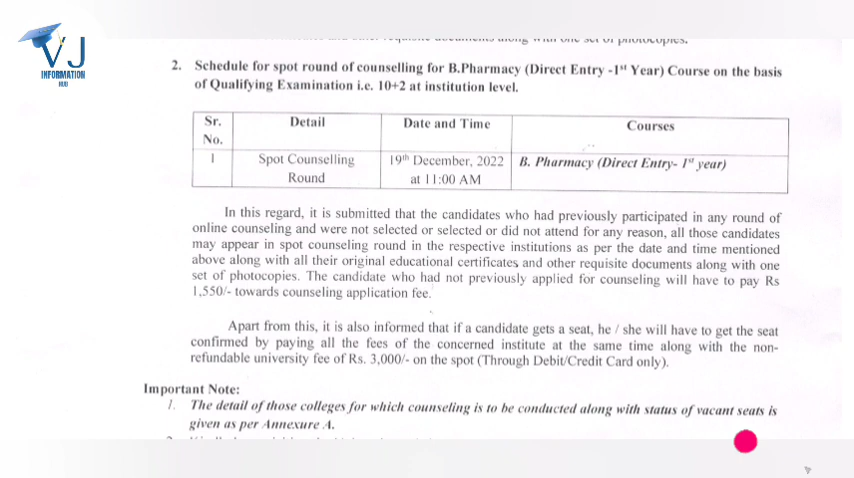 VJ
INFORMATION
HUB
documents along with one set of photocopies.
2. Schedule for spot round of counselling for B.Pharmacy (Direct Entry -1st Year) Course on the basis
of Qualifying Examination i.e. 10+2 at institution level.
Sr. No. Detail Date and Time Courses
1 Spot Counselling Round 19th December, 2022 at 11:00 AM B. Pharmacy (Direct Entry- 1st year)
In this regard, it is submitted that the candidates who had previously participated in any round of
online counseling and were not selected or selected or did not attend for any reason, all those candidates
may appear in spot counseling round in the respective institutions as per the date and time mentioned
above along with all their original educational certificates and other requisite documents along with one
set of photocopies. The candidate who had not previously applied for counseling will have to pay Rs
1,550/- towards counseling application fee.
Apart from this, it is also informed that if a candidate gets a seat, he / she will have to get the seat
confirmed by paying all the fees of the concerned institute at the same time along with the non-
refundable university fee of Rs. 3,000/- on the spot (Through Debit/Credit Card only).
Important Note:
1. The detail of those colleges for which counseling is to be conducted along with status of vacant seats is
given as per Annexure A.